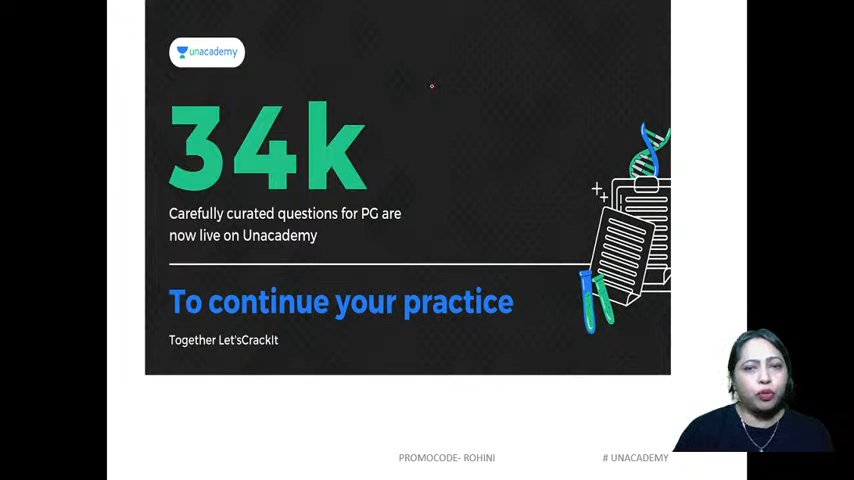 unacademy
34k
Carefully curated questions for PG are
now live on Unacademy
To continue your practice
Together Let'sCrackIt
PROMOCODE- ROHINI
# UNACADEMY